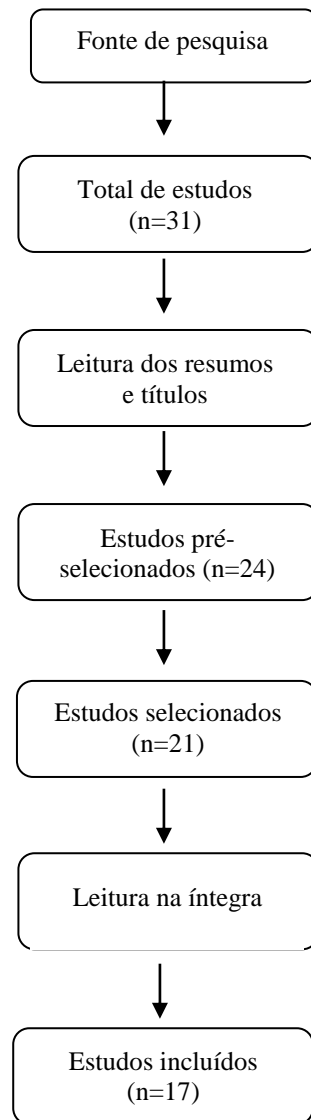 Fonte de pesquisa
Total de estudos
(n=31)
Leitura dos resumos
e títulos
Estudos pré-
selecionados (n=24)
Estudos selecionados
(n=21)
Leitura na íntegra
Estudos incluídos
(n=17)